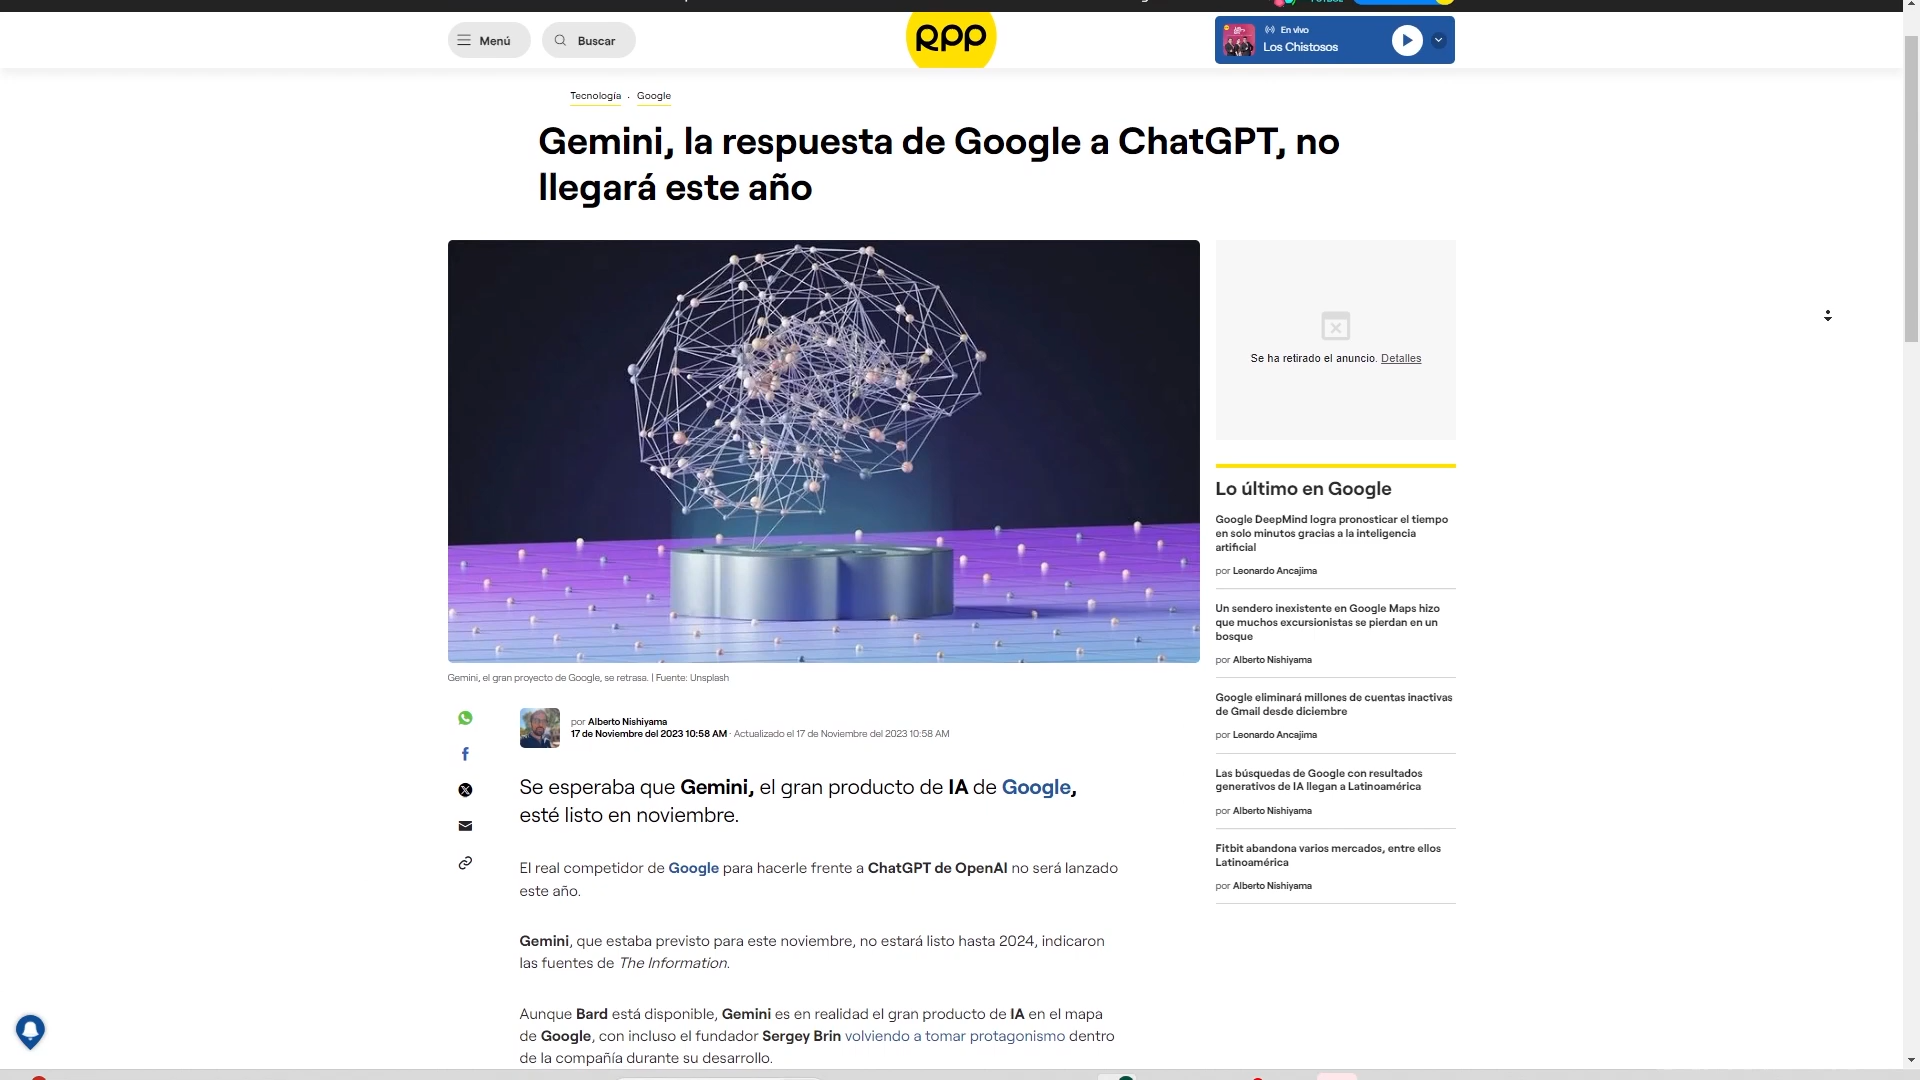 Menú
Buscar
RPP
En vivo
Los Chistosos
Tecnología · Google
Gemini, la respuesta de Google a ChatGPT, no
llegará este año
Se ha retirado el anuncio. Detalles
Gemini, el gran proyecto de Google, se retrasa. | Fuente: Unsplash
por Alberto Nishiyama
17 de Noviembre del 2023 10:58 AM · Actualizado el 17 de Noviembre del 2023 10:58 AM
Se esperaba que Gemini, el gran producto de IA de Google,
esté listo en noviembre.
El real competidor de Google para hacerle frente a ChatGPT de OpenAI no será lanzado
este año.
Gemini, que estaba previsto para este noviembre, no estará listo hasta 2024, indicaron
las fuentes de The Information.
Aunque Bard está disponible, Gemini es en realidad el gran producto de IA en el mapa
de Google, con incluso el fundador Sergey Brin volviendo a tomar protagonismo dentro
de la compañía durante su desarrollo.
Lo último en Google
Google DeepMind logra pronosticar el tiempo
en solo minutos gracias a la inteligencia
artificial
por Leonardo Ancajima
Un sendero inexistente en Google Maps hizo
que muchos excursionistas se pierdan en un
bosque
por Alberto Nishiyama
Google eliminará millones de cuentas inactivas
de Gmail desde diciembre
por Leonardo Ancajima
Las búsquedas de Google con resultados
generativos de IA llegan a Latinoamérica
por Alberto Nishiyama
Fitbit abandona varios mercados, entre ellos
Latinoamérica
por Alberto Nishiyama